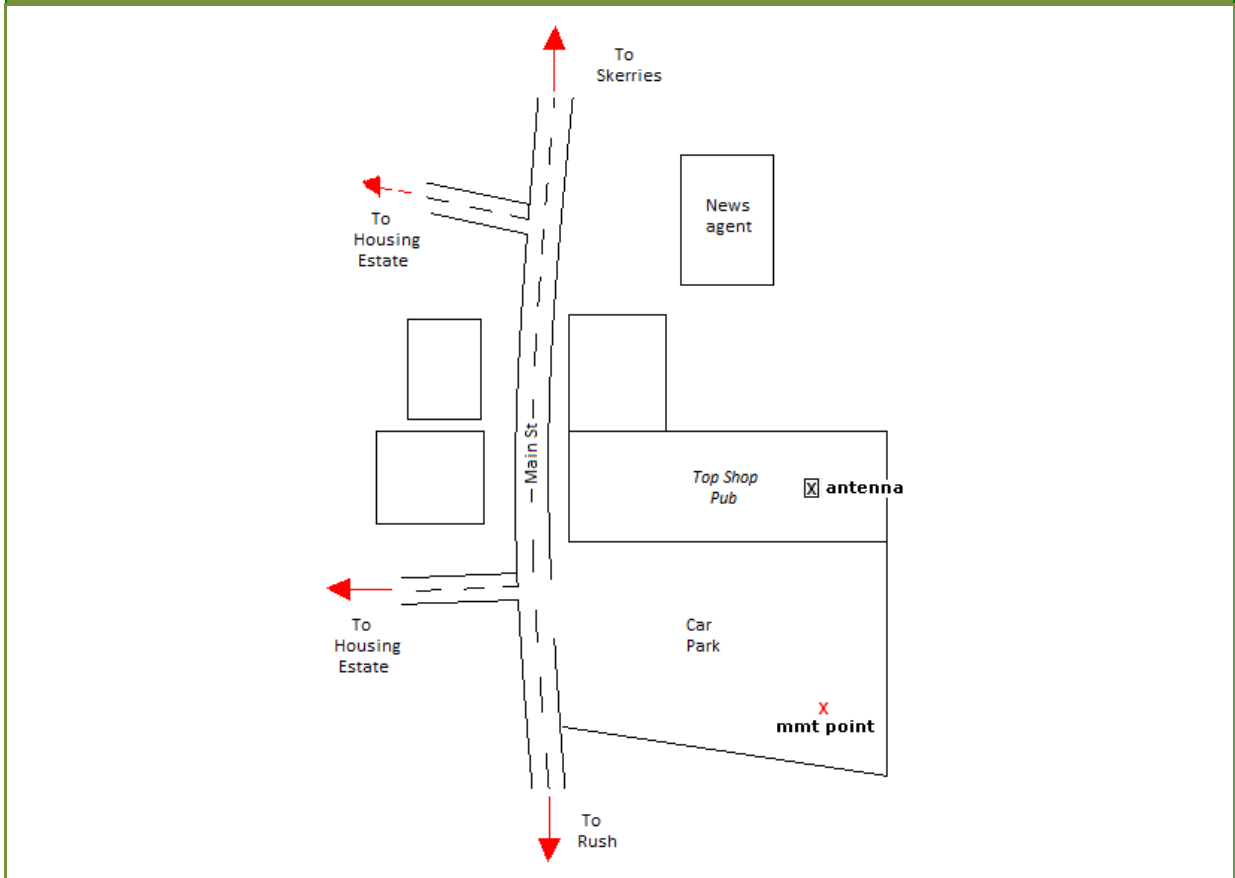 To
Skerries
News
agent
To
Housing
Estate
Main St
Top Shop
Pub
X antenna
To
Housing
Estate
Car
Park
X
mmt point
To
Rush